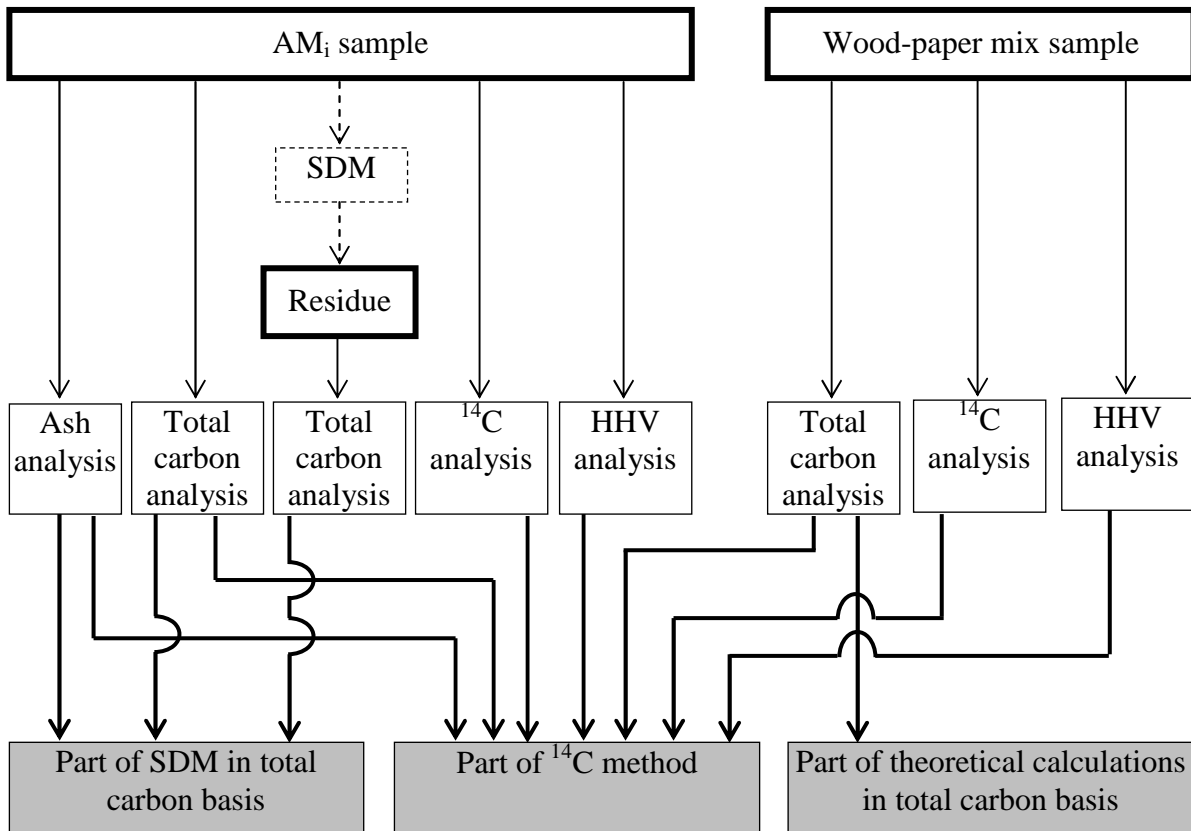 AMᵢ sample
Wood-paper mix sample
SDM
Residue
Ash
analysis
Total
carbon
analysis
Total
carbon
analysis
¹⁴C
analysis
HHV
analysis
Total
carbon
analysis
¹⁴C
analysis
HHV
analysis
Part of SDM in total
carbon basis
Part of ¹⁴C method
Part of theoretical calculations
in total carbon basis